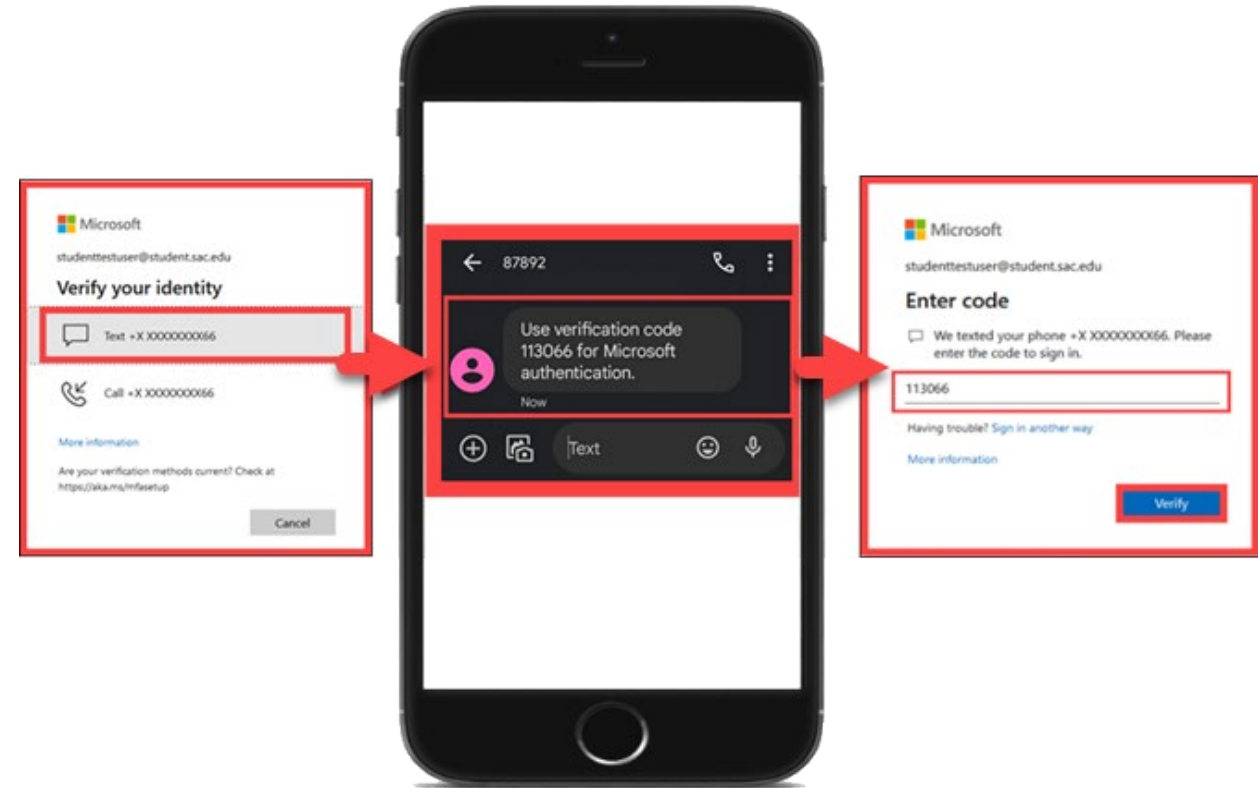 Microsoft
studenttestuser@student.sac.edu
Verify your identity
Text +X XXXXXXXX66
Call +X XXXXXXXX66
More information
Are your verification methods current? Check at
https://aka.ms/mfasetup
Cancel
87892
Use verification code
113066 for Microsoft
authentication.
Now
Text
Microsoft
studenttestuser@student.sac.edu
Enter code
We texted your phone +X XXXXXXXX66. Please
enter the code to sign in.
113066
Having trouble? Sign in another way
More information
Verify